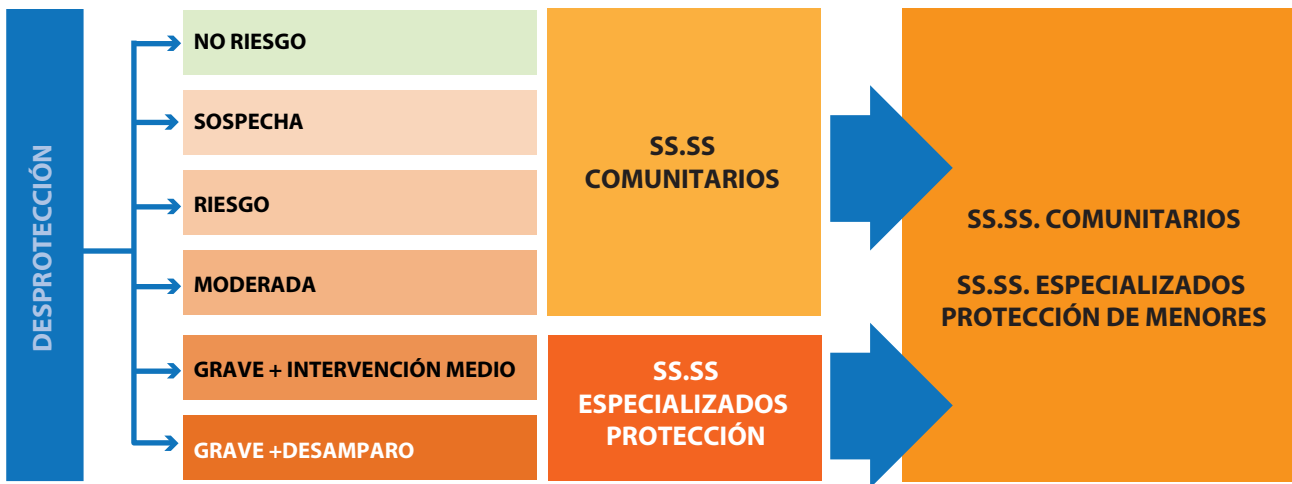 DESPROTECCIÓN
NO RIESGO
SOSPECHA
RIESGO
MODERADA
GRAVE + INTERVENCIÓN MEDIO
GRAVE +DESAMPARO
SS.SS
COMUNITARIOS
SS.SS
ESPECIALIZADOS
PROTECCIÓN
SS.SS. COMUNITARIOS
SS.SS. ESPECIALIZADOS
PROTECCIÓN DE MENORES